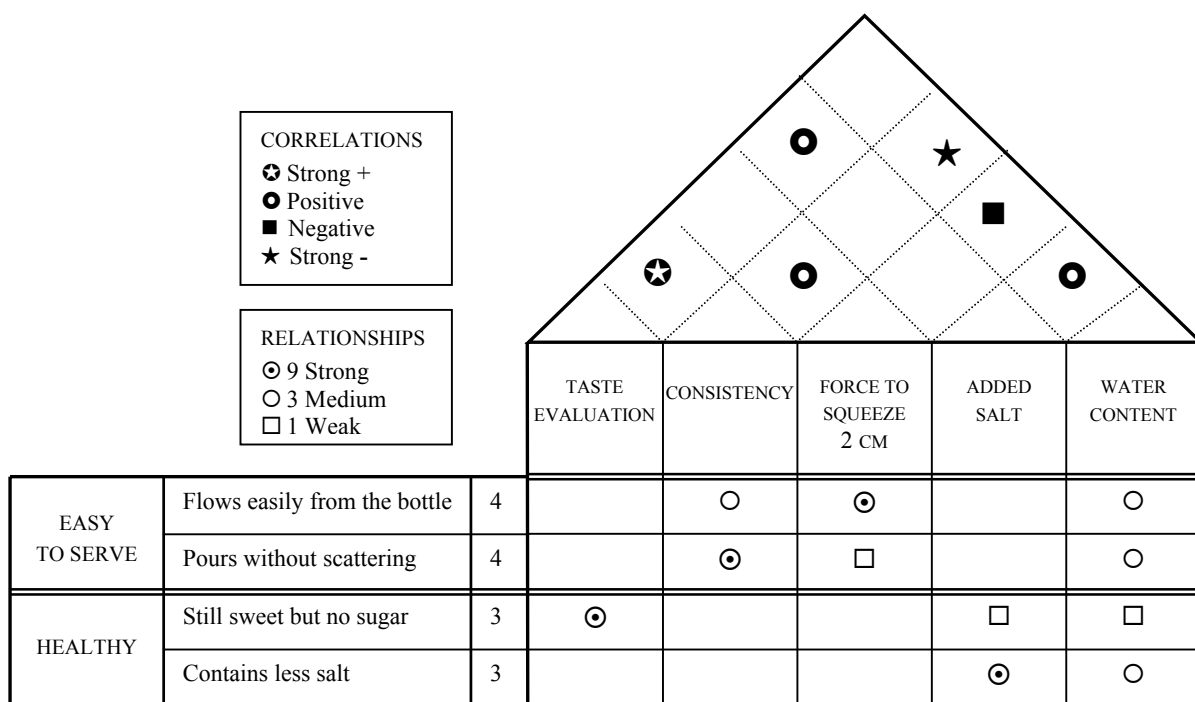 CORRELATIONS
✪ Strong +
Positive
■ Negative
★ Strong -
RELATIONSHIPS
⊙ 9 Strong
○ 3 Medium
□ 1 Weak
TASTE
EVALUATION
CONSISTENCY
FORCE TO
SQUEEZE
2 CM
ADDED
SALT
WATER
CONTENT
EASY
TO SERVE
Flows easily from the bottle 4
Pours without scattering 4
HEALTHY
Still sweet but no sugar 3
Contains less salt 3